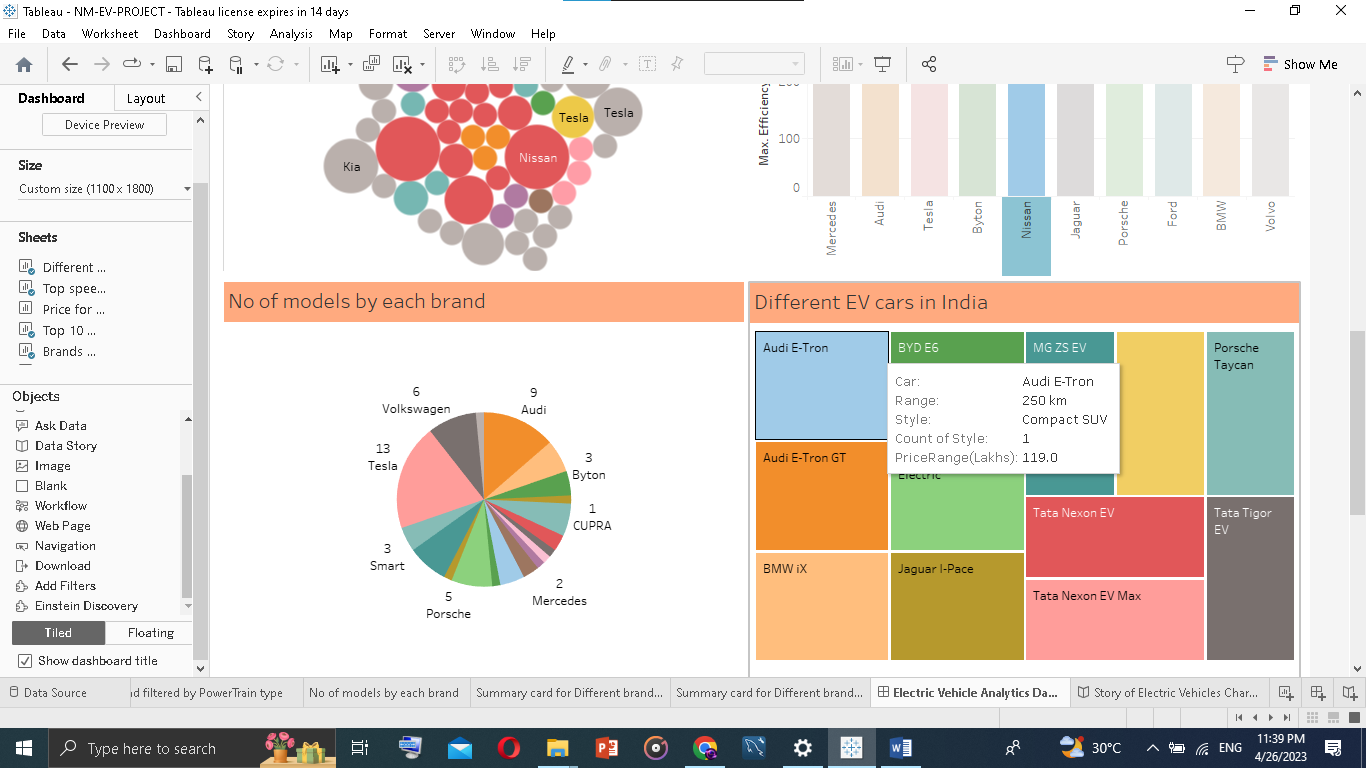 Tableau - NM-EV-PROJECT - Tableau license expires in 14 days
File Data Worksheet Dashboard Story Analysis Map Format Server Window Help
Show Me
Dashboard Layout
Device Preview
Size
Custom size (1100 x 1800)
Sheets
Different ...
Top spee...
Price for ...
Top 10 ...
Brands ...
Objects
Ask Data
Data Story
Image
Blank
Workflow
Web Page
Navigation
Download
Add Filters
Einstein Discovery
Tiled Floating
Show dashboard title
Tesla
Tesla
Nissan
Kia
Max. Efficiency
100
0
Mercedes
Audi
Tesla
Byton
Nissan
Jaguar
Porsche
Ford
BMW
Volvo
No of models by each brand
6
Volkswagen
9
Audi
13
Tesla
3
Byton
1
CUPRA
3
Smart
2
Mercedes
5
Porsche
Different EV cars in India
Audi E-Tron
BYD E6
MG ZS EV
Porsche
Taycan
Car: Audi E-Tron
Range: 250 km
Style: Compact SUV
Count of Style: 1
PriceRange(Lakhs): 119.0
Audi E-Tron GT
Electric
Tata Nexon EV
Tata Tigor
EV
BMW iX
Jaguar I-Pace
Tata Nexon EV Max
Data Source
d filtered by PowerTrain type
No of models by each brand
Summary card for Different brand...
Summary card for Different brand...
Electric Vehicle Analytics Da...
Story of Electric Vehicles Char...
Type here to search
30°C
ENG
11:39 PM
4/26/2023